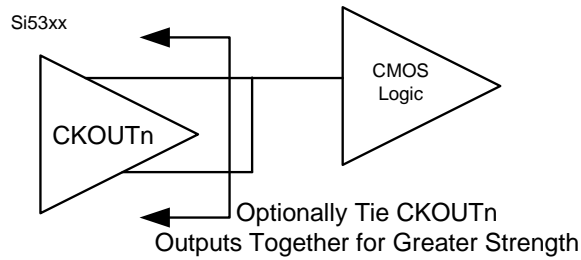 Si53xx
CMOS
Logic
CKOUTn
Optionally Tie CKOUTn
Outputs Together for Greater Strength